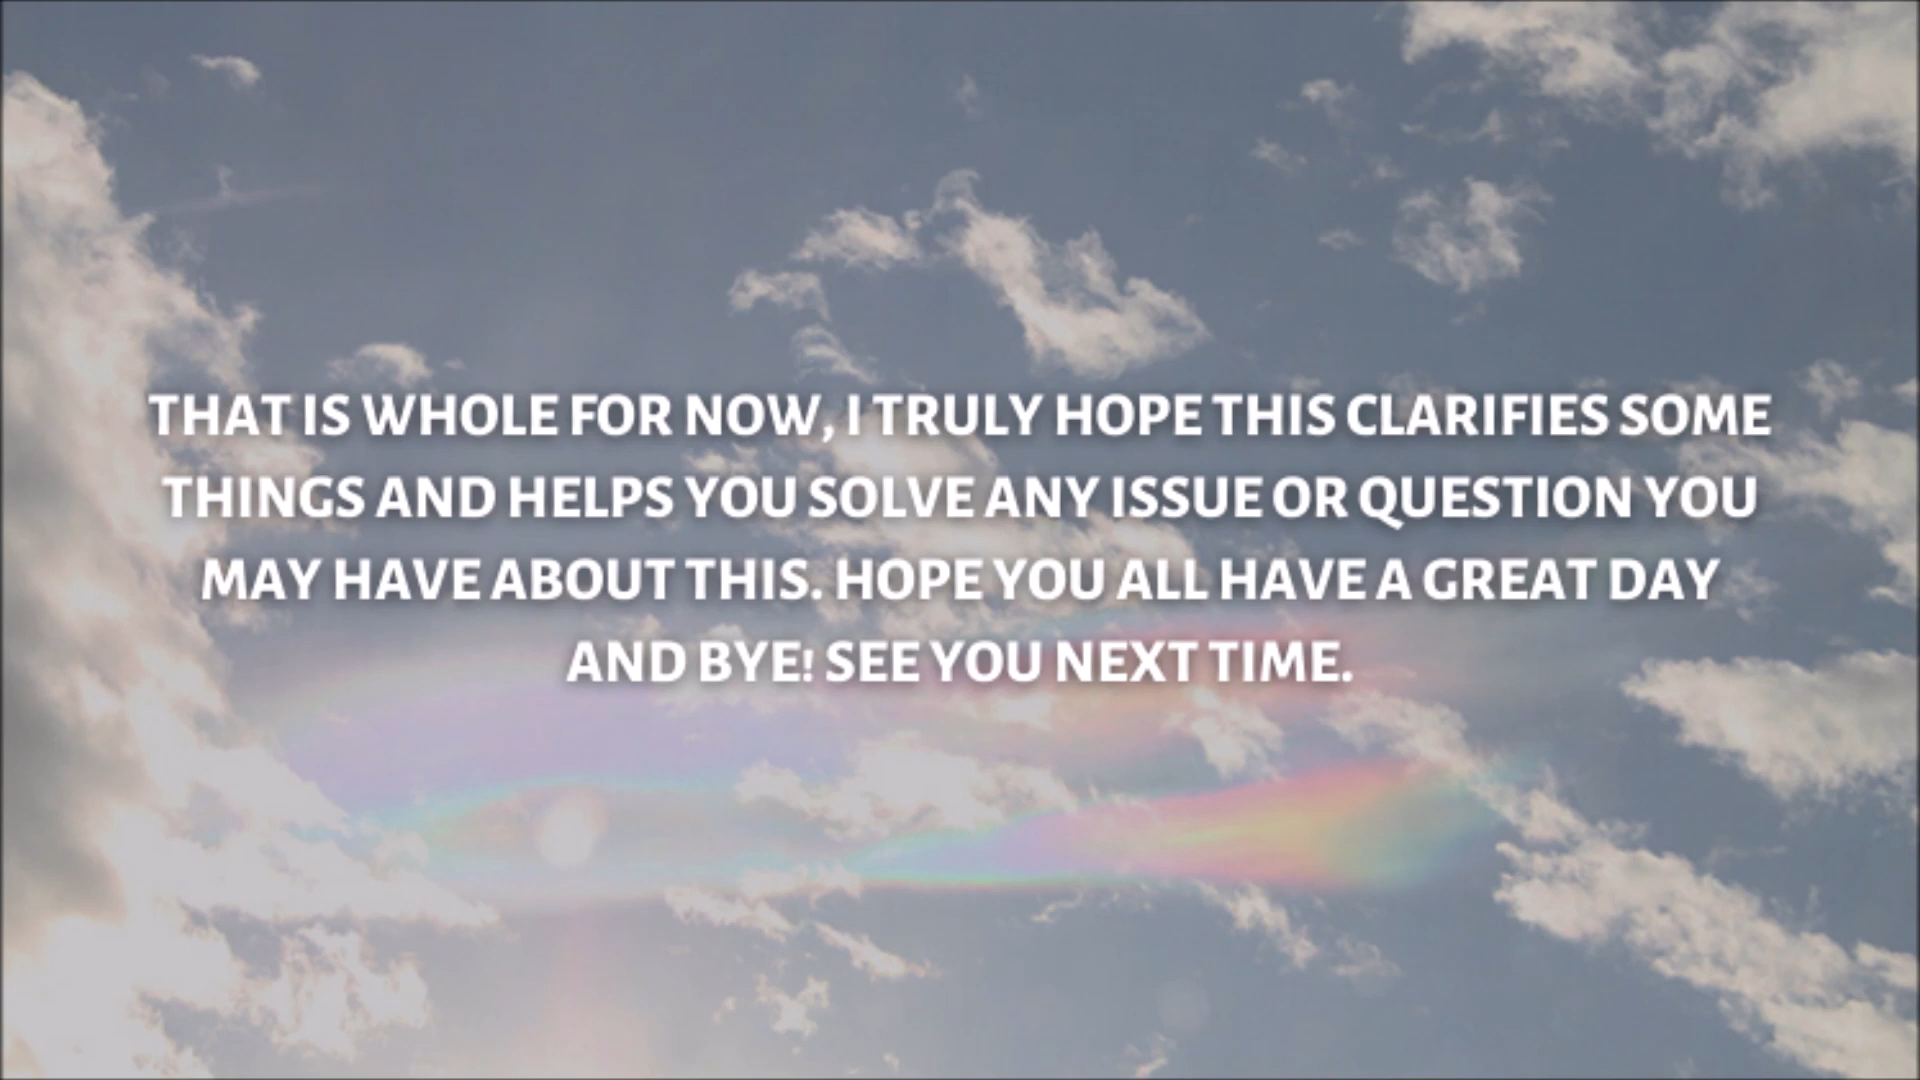 THAT IS WHOLE FOR NOW, I TRULY HOPE THIS CLARIFIES SOME
THINGS AND HELPS YOU SOLVE ANY ISSUE OR QUESTION YOU
MAY HAVE ABOUT THIS. HOPE YOU ALL HAVE A GREAT DAY
AND BYE! SEE YOU NEXT TIME.